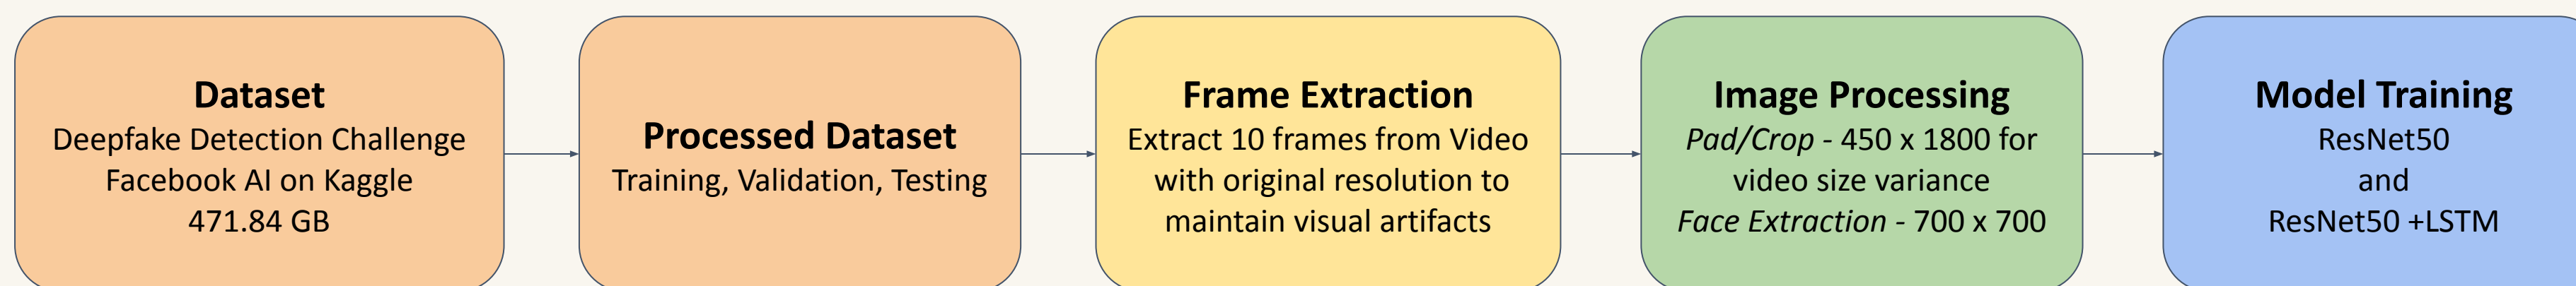 Dataset
Deepfake Detection Challenge
Facebook AI on Kaggle
471.84 GB
Processed Dataset
Training, Validation, Testing
Frame Extraction
Extract 10 frames from Video
with original resolution to
maintain visual artifacts
Image Processing
Pad/Crop - 450 x 1800 for
video size variance
Face Extraction - 700 x 700
Model Training
ResNet50
and
ResNet50 +LSTM